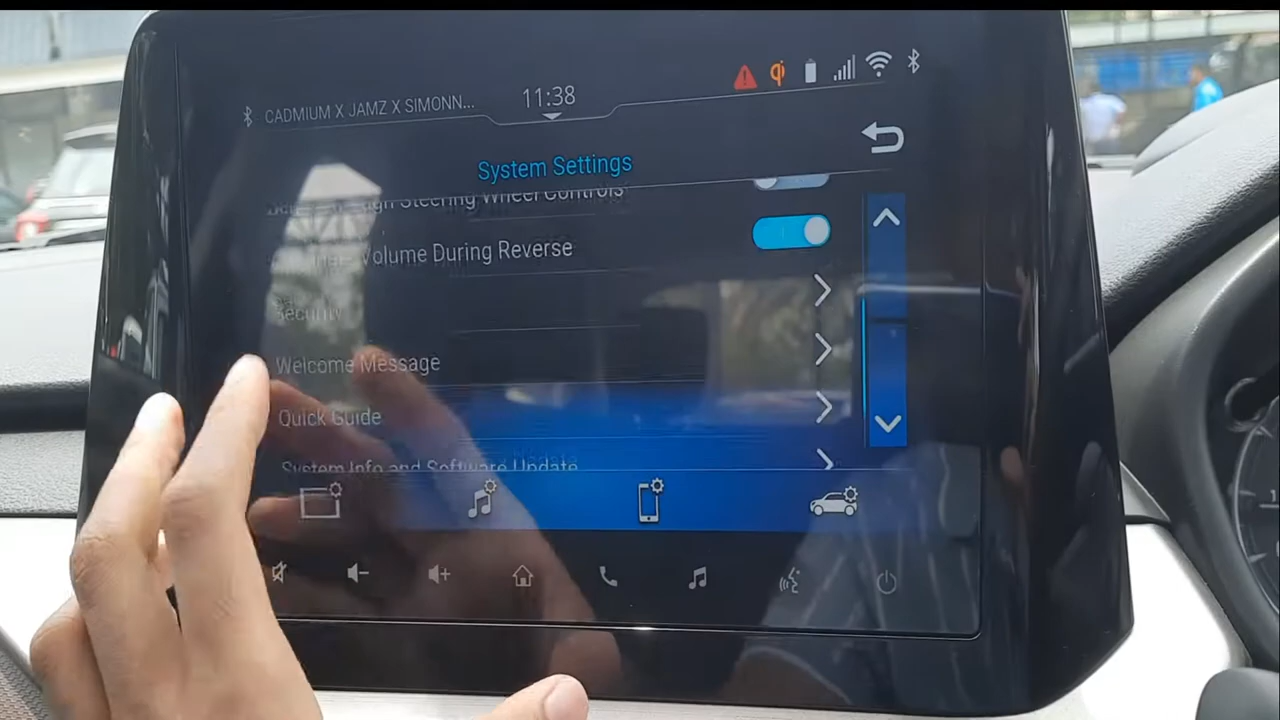 CADMIUM X JAMZ X SIMONN...
11:38
qi
System Settings
Steering Wheel Controls
Volume During Reverse
Security
Welcome Message
Quick Guide
System Info and Software Update